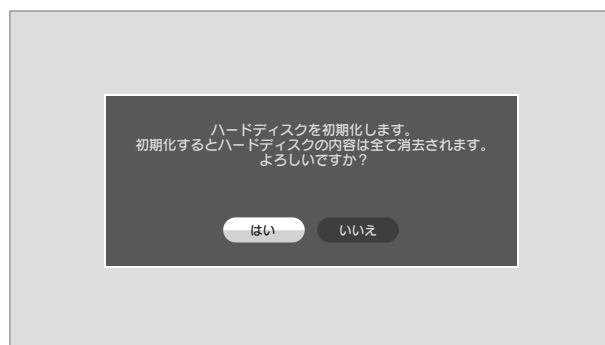 ハードディスクを初期化します。
初期化するとハードディスクの内容は全て消去されます。
よろしいですか？
はい
いいえ